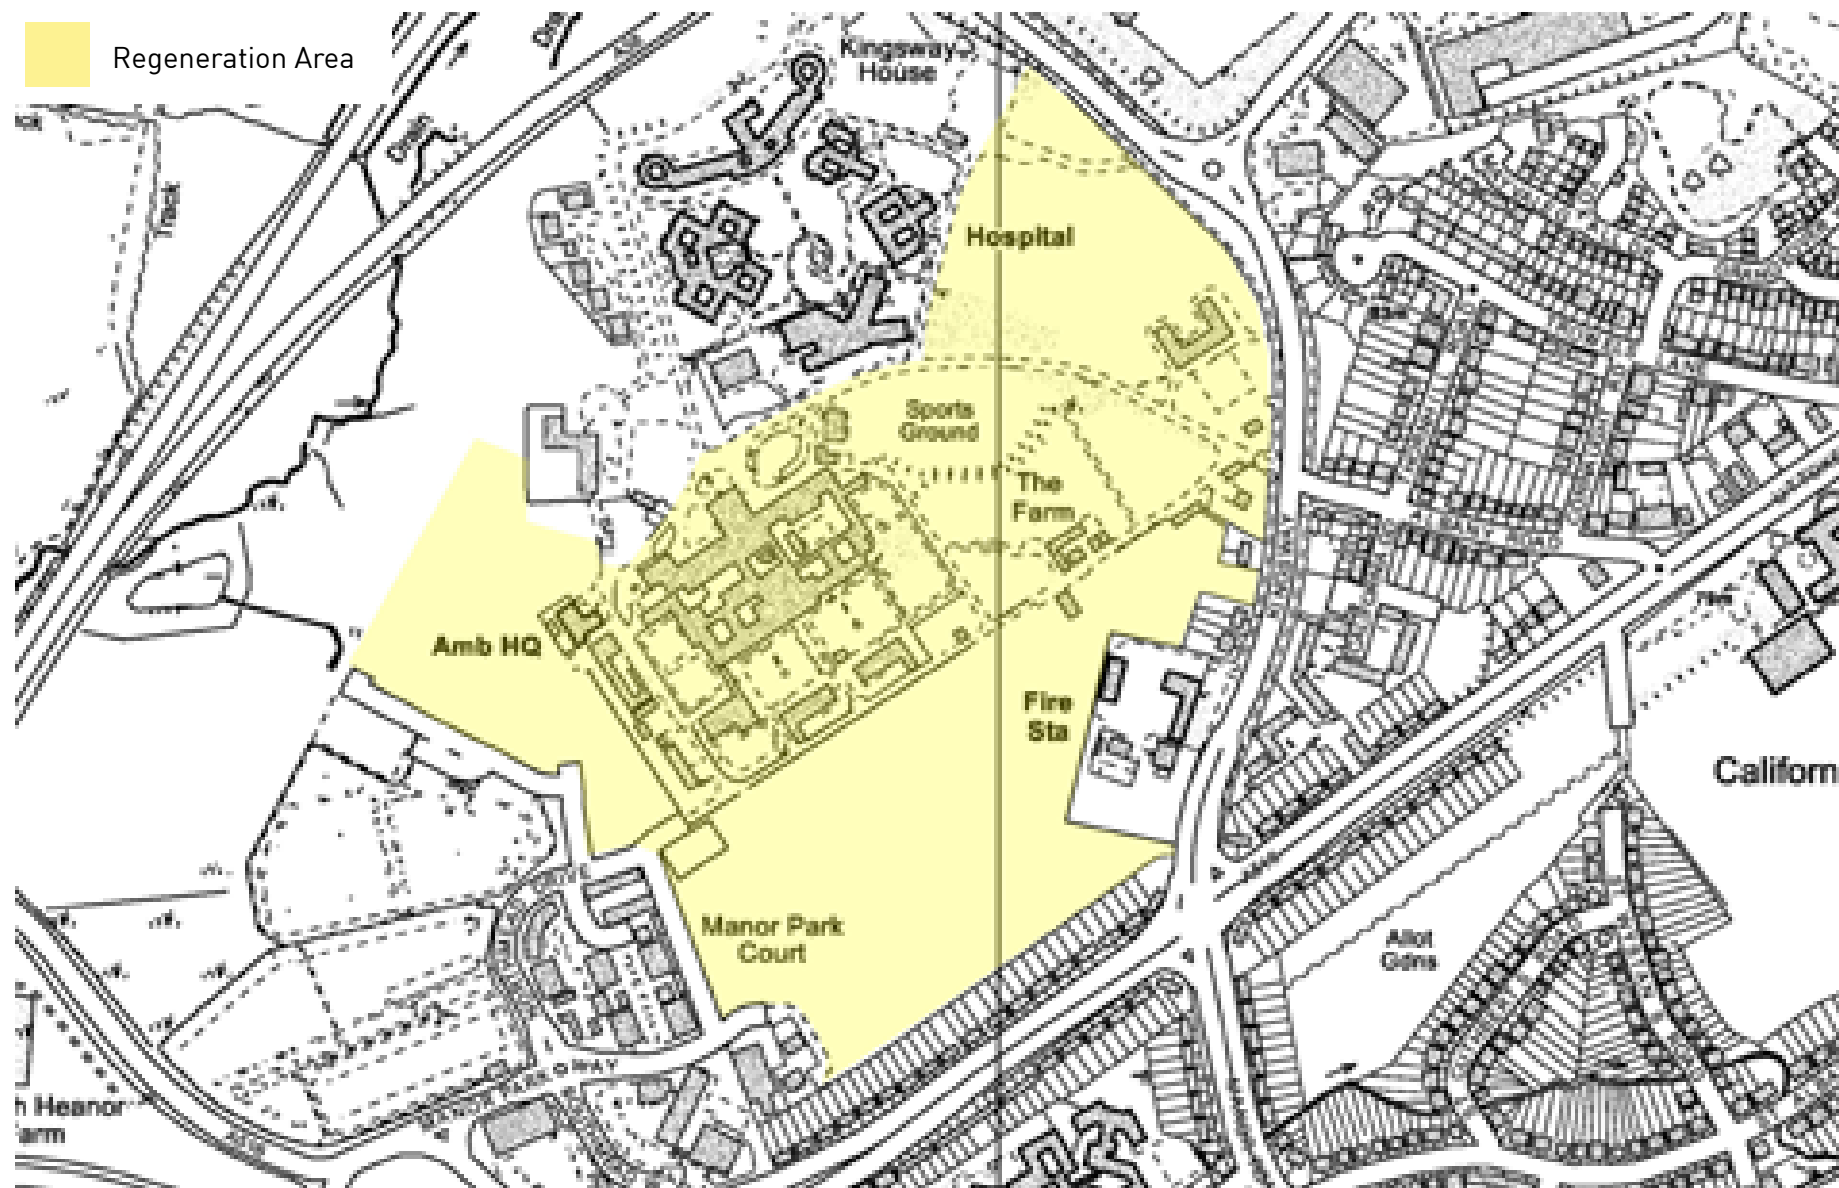 Regeneration Area
Kingsway
House
Drain
Track
Hospital
Sports
Ground
The
Farm
Amb HQ
Fire
Sta
Californ
Manor Park
Court
Allot
Gdns
h Heanor
arm